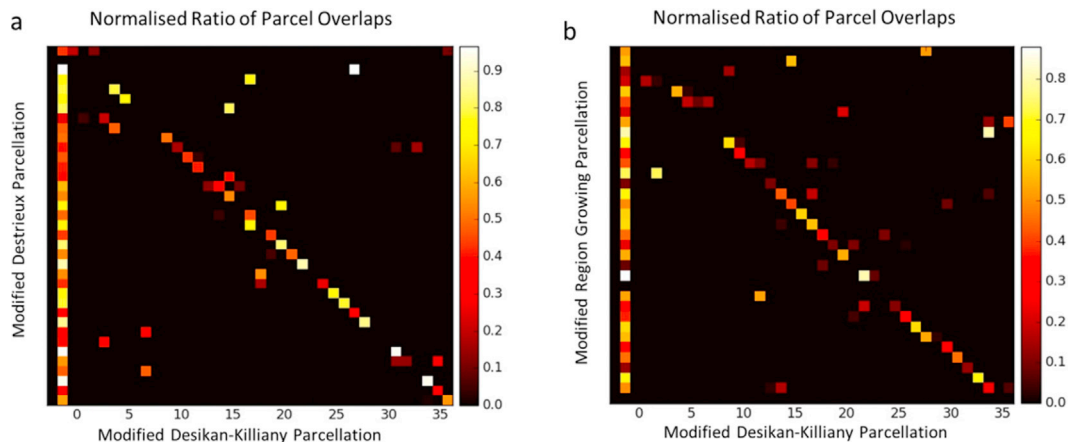 a
Normalised Ratio of Parcel Overlaps
Modified Destrieux Parcellation
0.9
0.8
0.7
0.6
0.5
0.4
0.3
0.2
0.1
0.0
0 5 10 15 20 25 30 35
Modified Desikan-Killiany Parcellation
b
Normalised Ratio of Parcel Overlaps
Modified Region Growing Parcellation
0.8
0.7
0.6
0.5
0.4
0.3
0.2
0.1
0.0
0 5 10 15 20 25 30 35
Modified Desikan-Killiany Parcellation